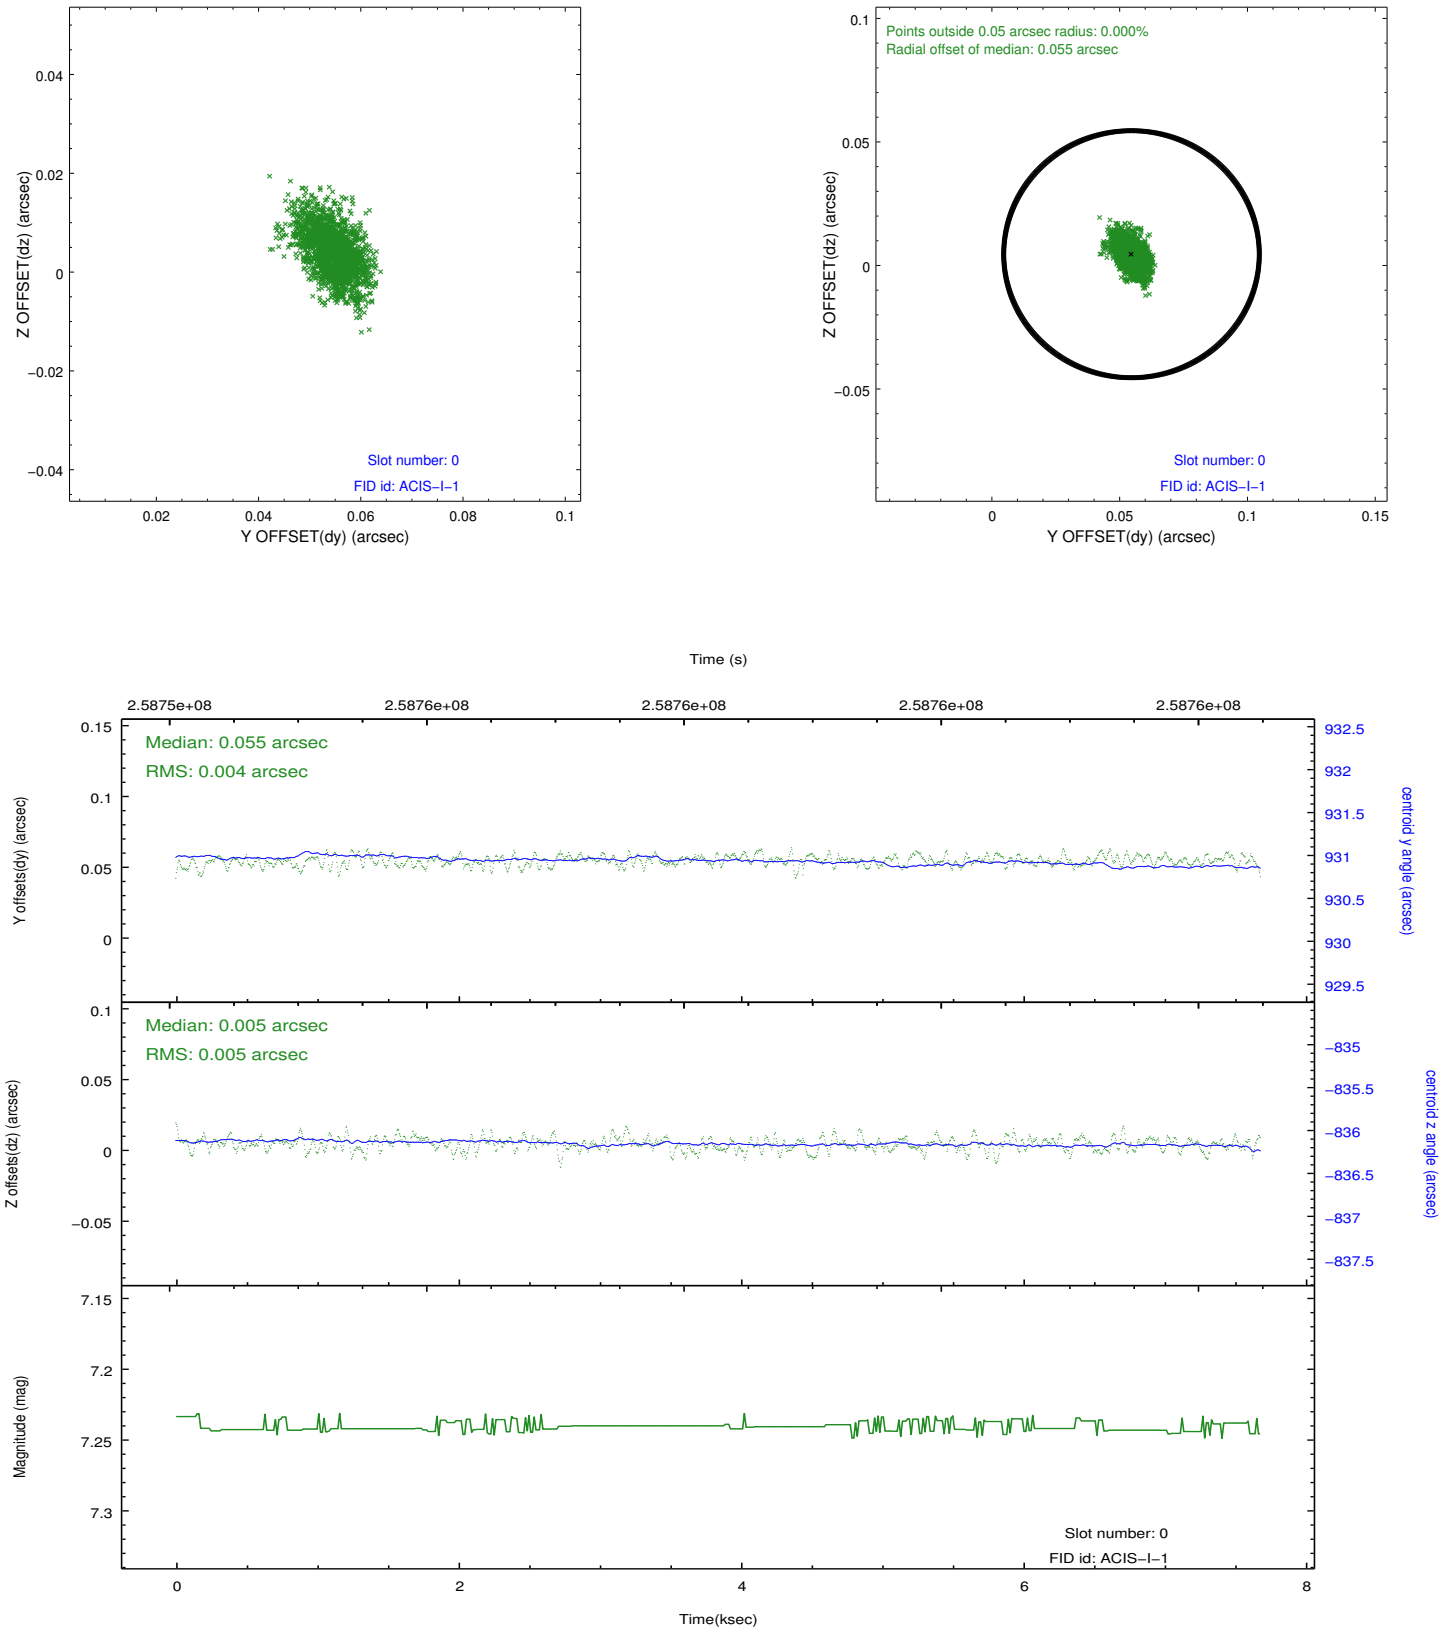 0.04
0.02
0
−0.02
−0.04
Z OFFSET(dz) (arcsec)
Slot number: 0
FID id: ACIS−I−1
0.02 0.04 0.06 0.08 0.1
Y OFFSET(dy) (arcsec)
0.1
0.05
0
−0.05
Z OFFSET(dz) (arcsec)
Points outside 0.05 arcsec radius: 0.000%
Radial offset of median: 0.055 arcsec
Slot number: 0
FID id: ACIS−I−1
0 0.05 0.1 0.15
Y OFFSET(dy) (arcsec)
Time (s)
2.5875e+08 2.5876e+08 2.5876e+08 2.5876e+08 2.5876e+08
0.15
0.1
0.05
0
Y offsets(dy) (arcsec)
Median: 0.055 arcsec
RMS: 0.004 arcsec
932.5
932
931.5
931
930.5
930
929.5
centroid y angle (arcsec)
0.1
0.05
0
−0.05
Z offsets(dz) (arcsec)
Median: 0.005 arcsec
RMS: 0.005 arcsec
−835
−835.5
−836
−836.5
−837
−837.5
centroid z angle (arcsec)
7.15
7.2
7.25
7.3
Magnitude (mag)
Slot number: 0
FID id: ACIS−I−1
0 2 4 6 8
Time(ksec)